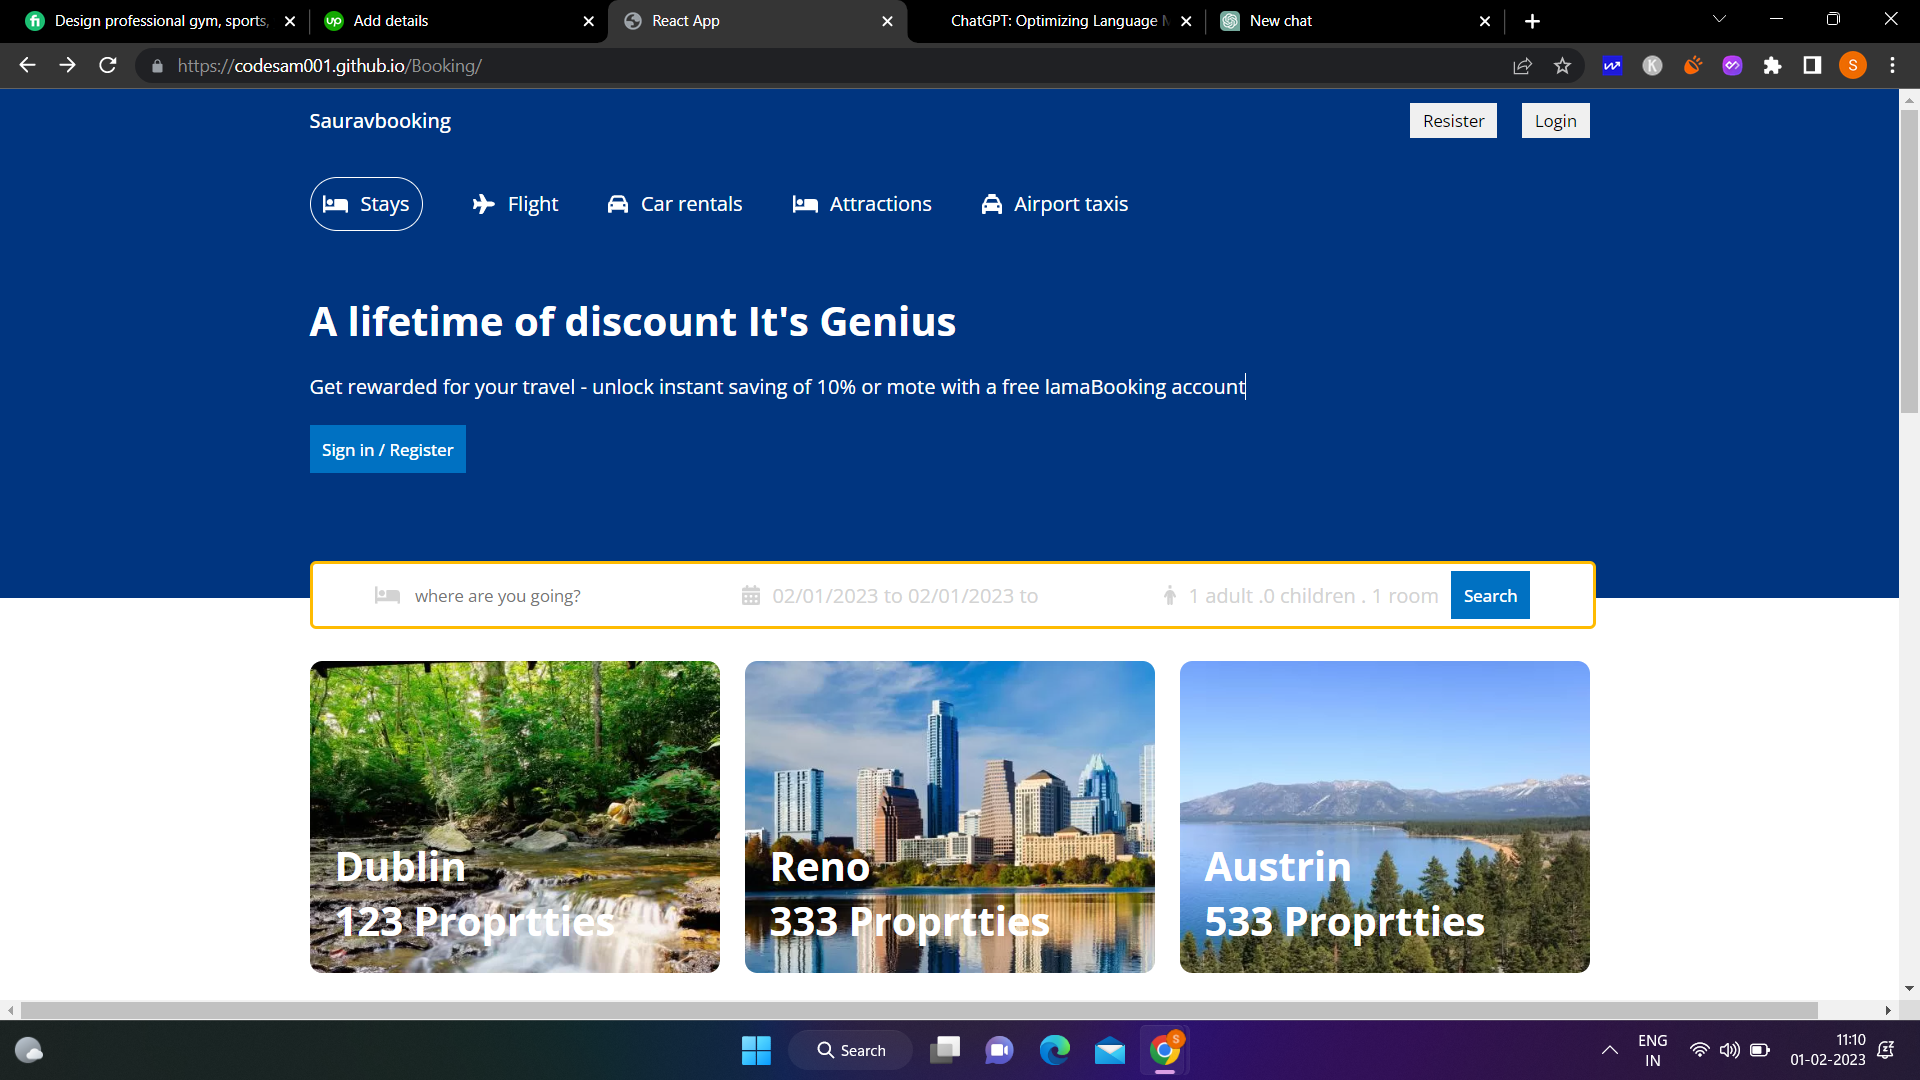 Design professional gym, sports,
Add details
React App
ChatGPT: Optimizing Language
New chat
https://codesam001.github.io/Booking/
K
S
Sauravbooking
Resister
Login
Stays
Flight
Car rentals
Attractions
Airport taxis
A lifetime of discount It's Genius
Get rewarded for your travel - unlock instant saving of 10% or mote with a free lamaBooking account
Sign in / Register
where are you going?
02/01/2023 to 02/01/2023 to
1 adult .0 children . 1 room
Search
Dublin
123 Proprtties
Reno
333 Proprtties
Austrin
533 Proprtties
Search
S
ENG
IN
11:10
01-02-2023